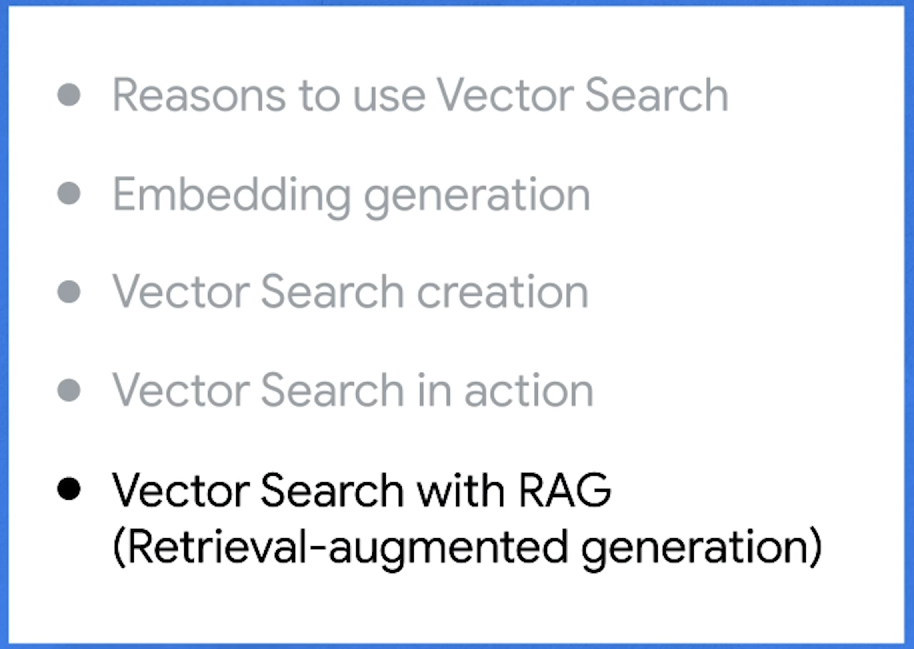 • Reasons to use Vector Search
• Embedding generation
• Vector Search creation
• Vector Search in action
• Vector Search with RAG
(Retrieval-augmented generation)